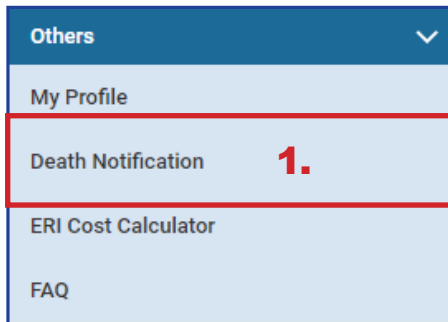 Others
My Profile
Death Notification 1.
ERI Cost Calculator
FAQ